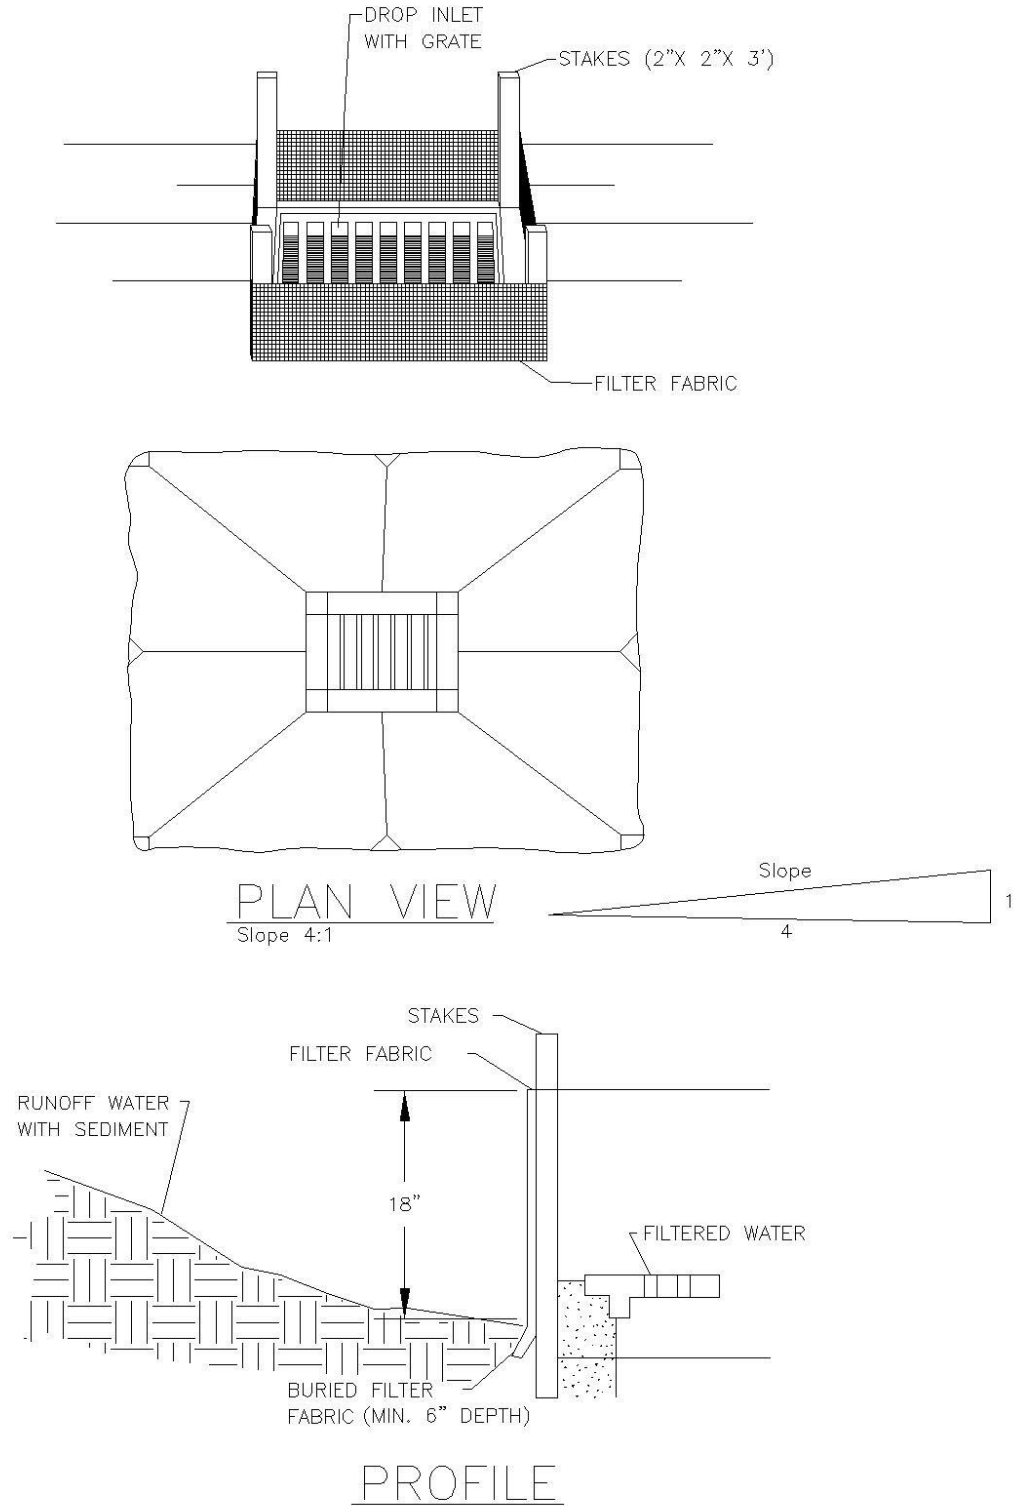 DROP INLET
WITH GRATE
STAKES (2"X 2"X 3')
FILTER FABRIC
PLAN VIEW
Slope 4:1
Slope
1
4
STAKES
FILTER FABRIC
RUNOFF WATER
WITH SEDIMENT
18"
FILTERED WATER
BURIED FILTER
FABRIC (MIN. 6" DEPTH)
PROFILE